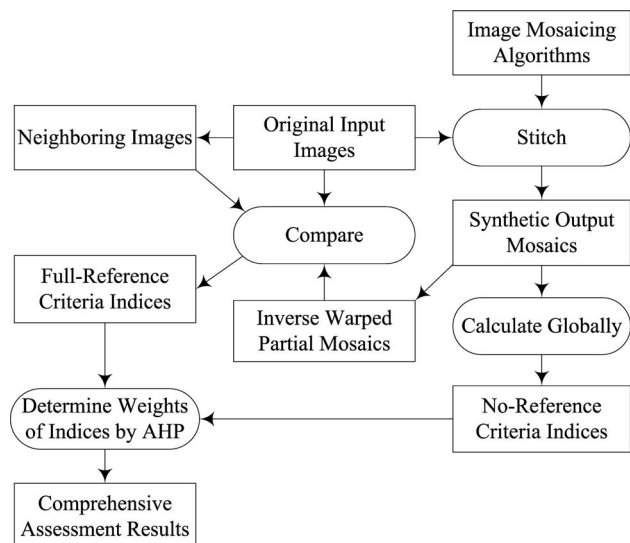 Image Mosaicing
Algorithms
Neighboring Images
Original Input
Images
Stitch
Compare
Synthetic Output
Mosaics
Full-Reference
Criteria Indices
Inverse Warped
Partial Mosaics
Calculate Globally
Determine Weights
of Indices by AHP
No-Reference
Criteria Indices
Comprehensive
Assessment Results